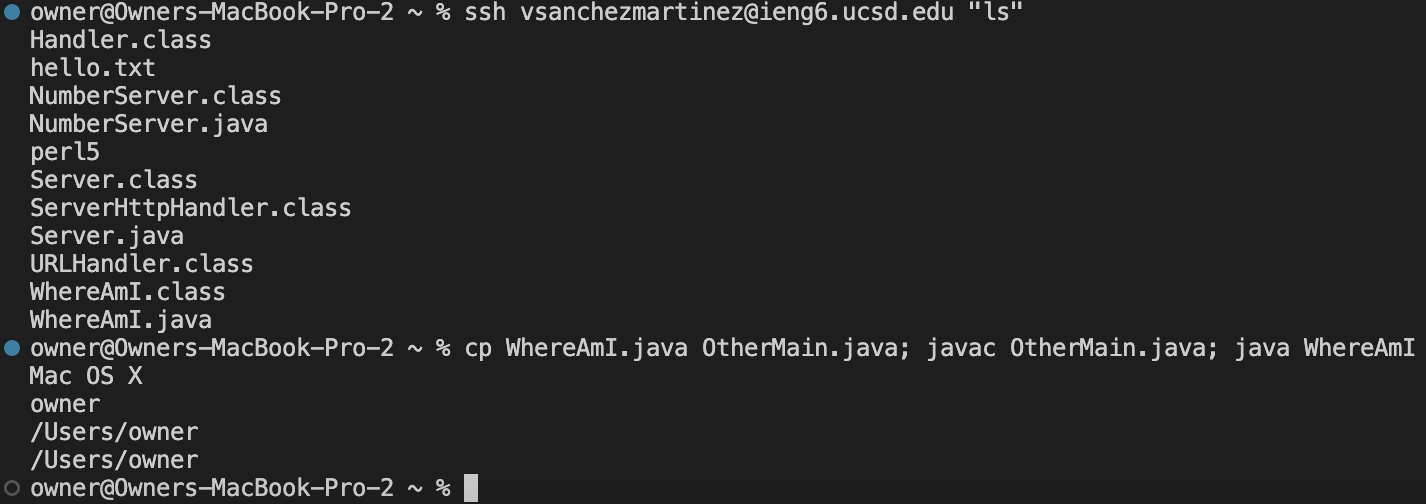 owner@Owners-MacBook-Pro-2 ~ % ssh vsanchezmartinez@ieng6.ucsd.edu "ls"
Handler.class
hello.txt
NumberServer.class
NumberServer.java
perl5
Server.class
ServerHttpHandler.class
Server.java
URLHandler.class
WhereAmI.class
WhereAmI.java
owner@Owners-MacBook-Pro-2 ~ % cp WhereAmI.java OtherMain.java; javac OtherMain.java; java WhereAmI
Mac OS X
owner
/Users/owner
/Users/owner
owner@Owners-MacBook-Pro-2 ~ %